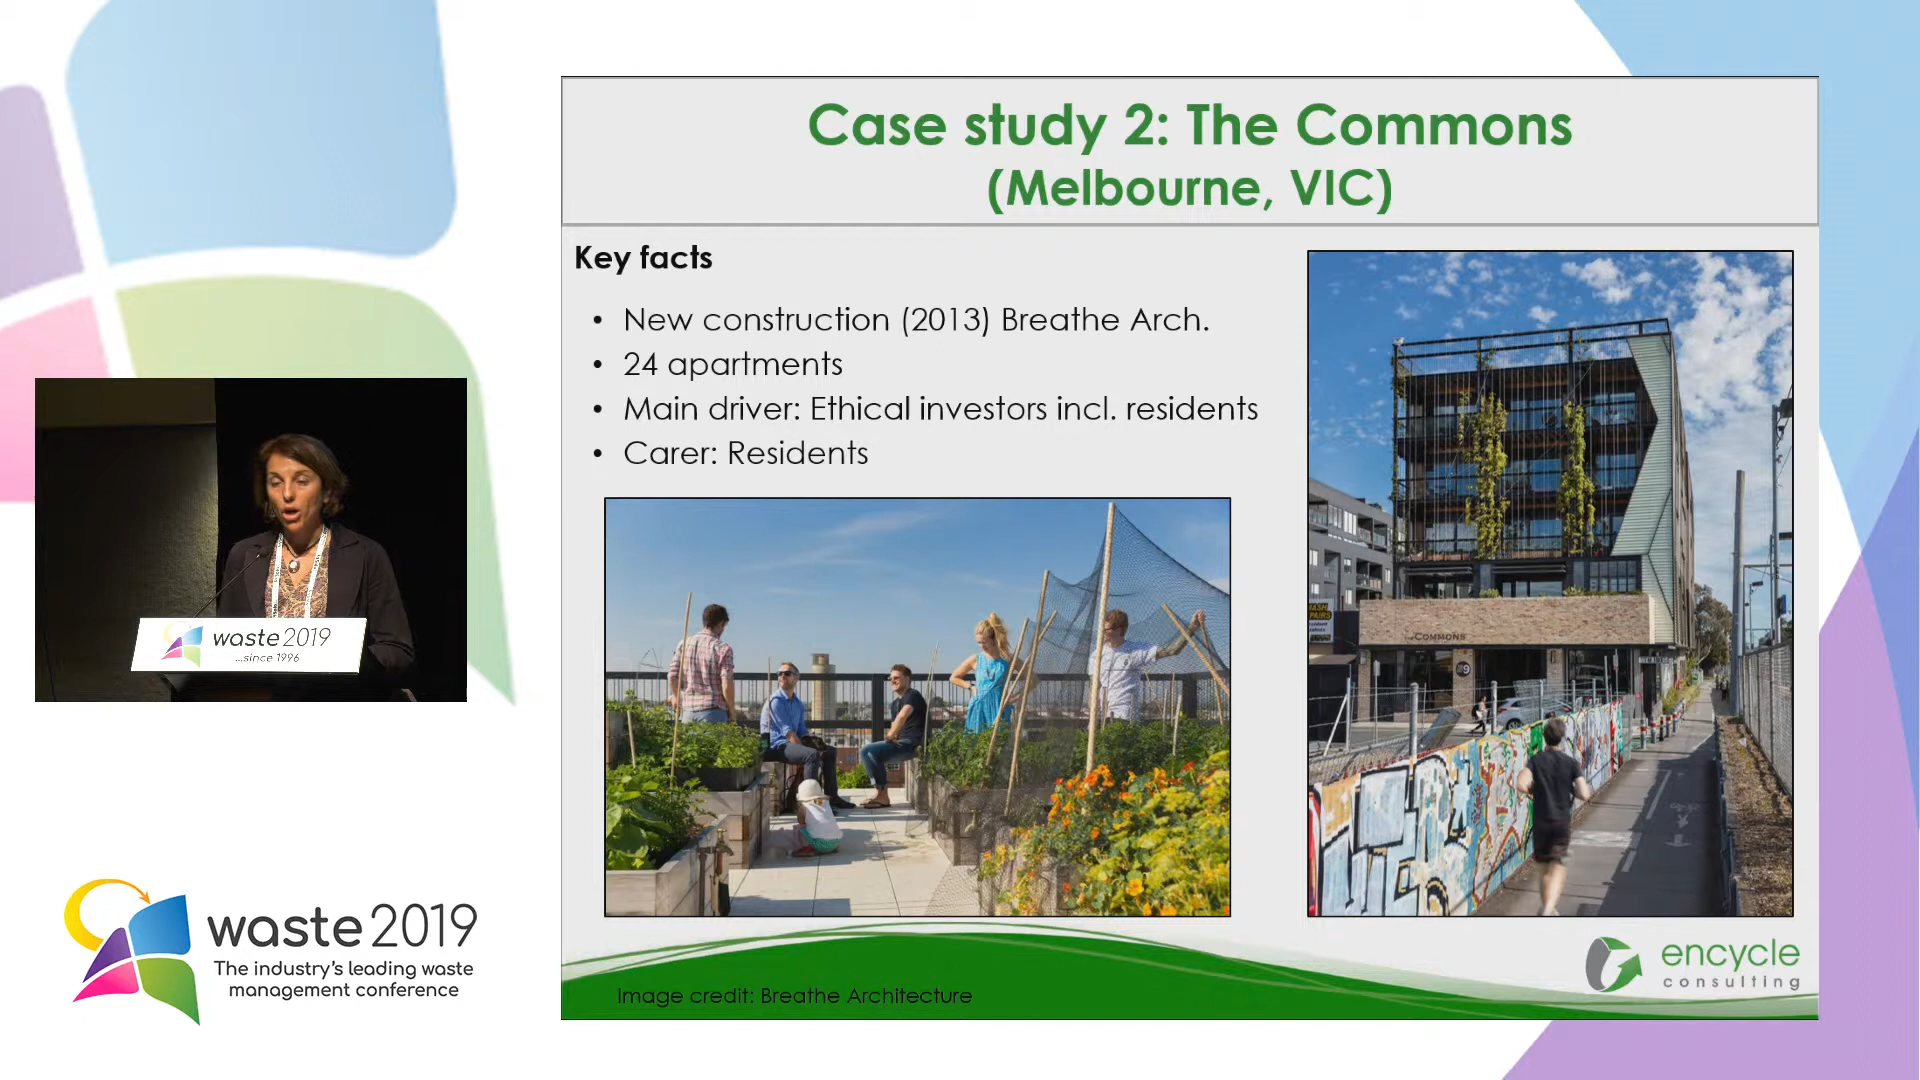 Case study 2: The Commons
(Melbourne, VIC)
Key facts
• New construction (2013) Breathe Arch.
• 24 apartments
• Main driver: Ethical investors incl. residents
• Carer: Residents
COMMONS
9
waste 2019
...since 1996
waste 2019
The industry's leading waste
management conference
Image credit: Breathe Architecture
encycle
consulting